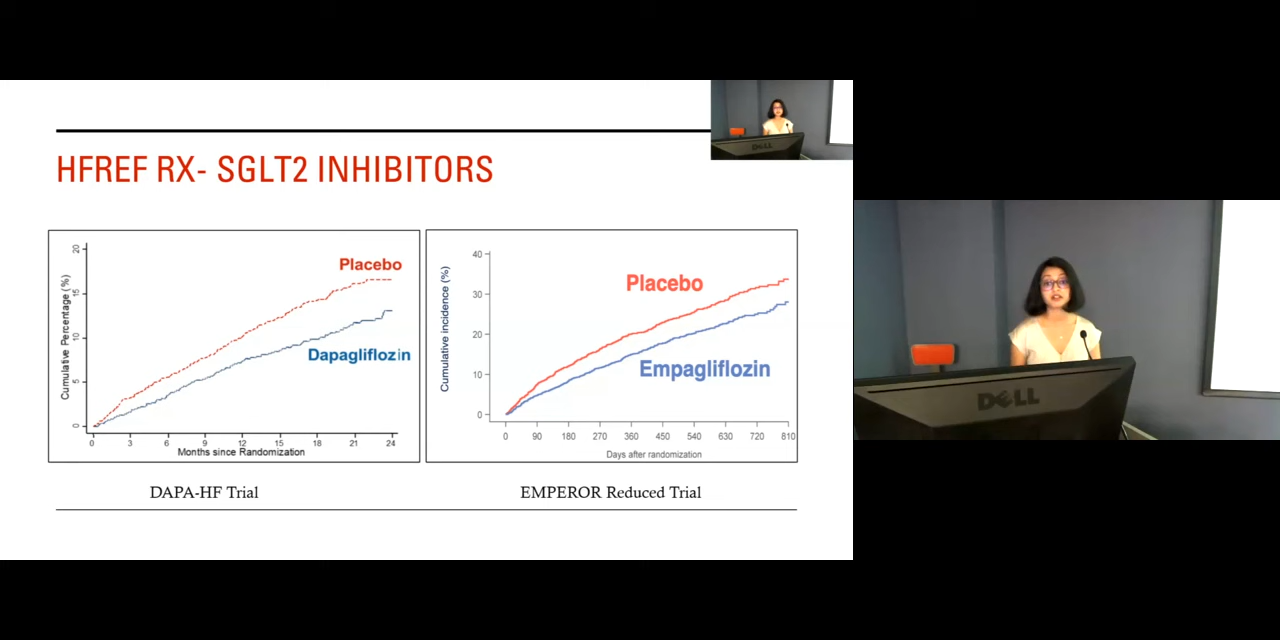 HFREF RX- SGLT2 INHIBITORS
Cumulative Percentage (%)
20
15
10
5
0
Placebo
Dapagliflozin
0 3 6 9 12 15 18 21 24
Months since Randomization
DAPA-HF Trial
Cumulative incidence (%)
40
30
20
10
0
Placebo
Empagliflozin
0 90 180 270 360 450 540 630 720 810
Days after randomization
EMPEROR Reduced Trial
DELL
DELL